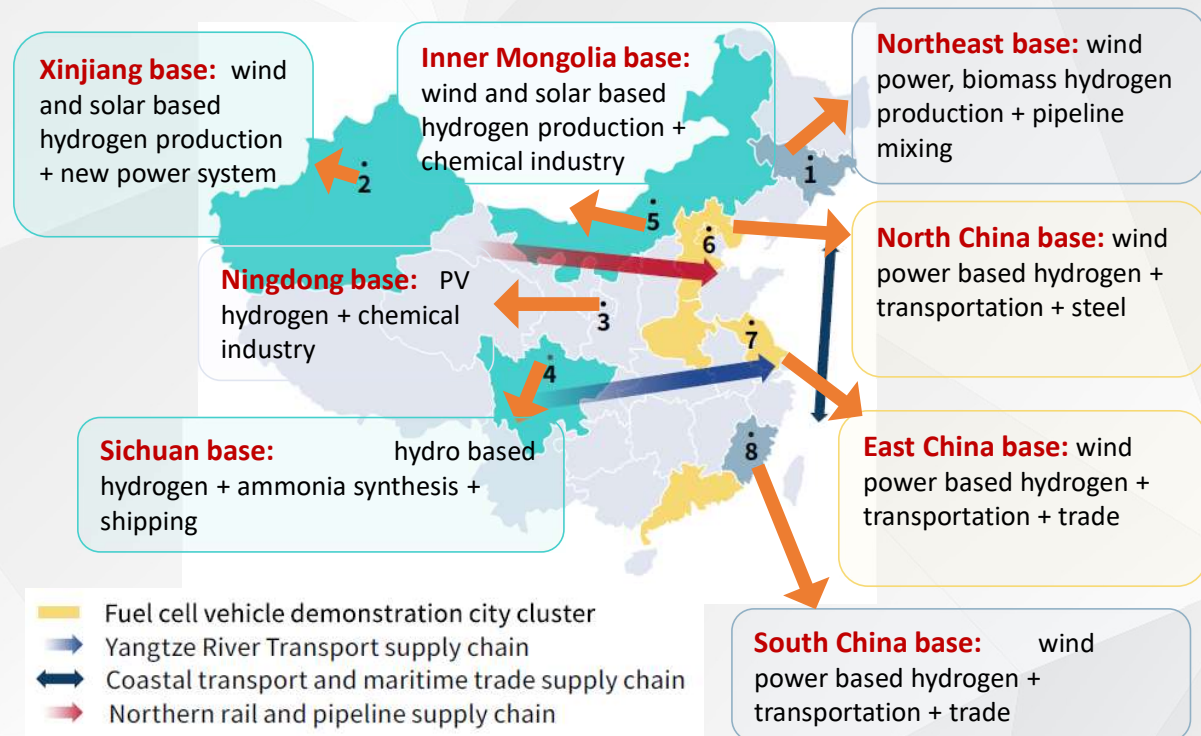 Xinjiang base: wind
and solar based
hydrogen production
+ new power system
Inner Mongolia base:
wind and solar based
hydrogen production +
chemical industry
Northeast base: wind
power, biomass hydrogen
production + pipeline
mixing
2
1
5
6
North China base: wind
power based hydrogen +
transportation + steel
Ningdong base: PV
hydrogen + chemical
industry
3
7
4
8
Sichuan base: hydro based
hydrogen + ammonia synthesis +
shipping
East China base: wind
power based hydrogen +
transportation + trade
Fuel cell vehicle demonstration city cluster
Yangtze River Transport supply chain
Coastal transport and maritime trade supply chain
Northern rail and pipeline supply chain
South China base: wind
power based hydrogen +
transportation + trade